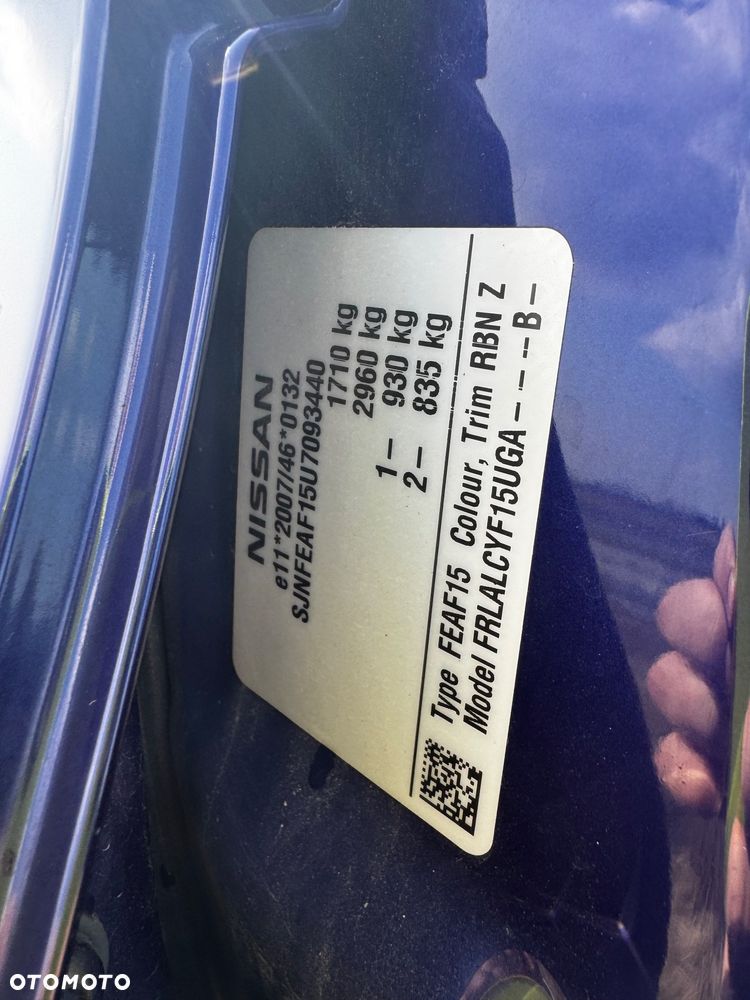 NISSAN
e11*2007/46*0132
SJNFEAF15U7093440
1710 kg
2960 kg
1- 930 kg
2- 835 kg
Type FEAF15 Colour, Trim RBN Z
Model FRLALCYF15UGA - - - -B-
OTOMOTO